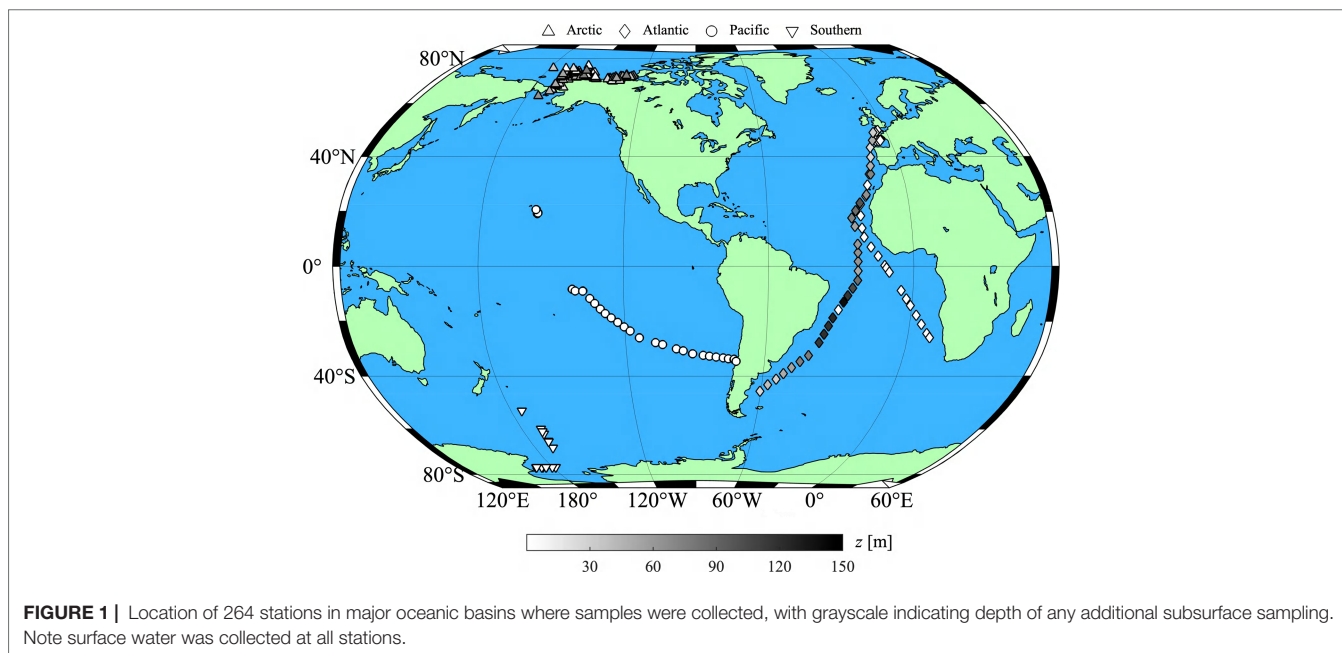 Arctic Atlantic Pacific Southern
80°N
40°N
0°
40°S
80°S
120°E 180° 120°W 60°W 0° 60°E
z [m]
30 60 90 120 150
FIGURE 1 | Location of 264 stations in major oceanic basins where samples were collected, with grayscale indicating depth of any additional subsurface sampling.
Note surface water was collected at all stations.